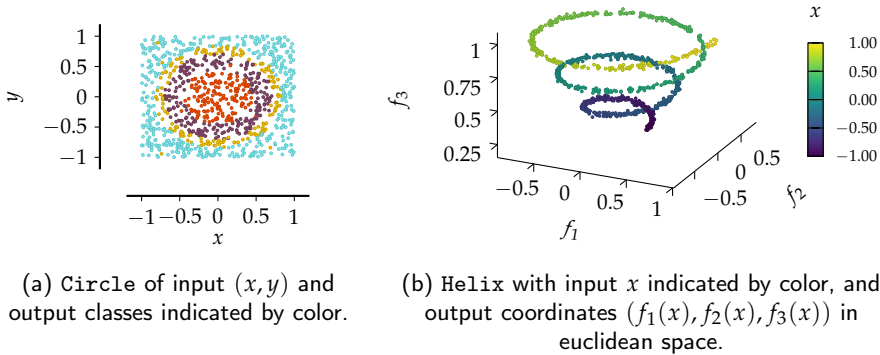 1
0.5
0
−0.5
−1
y
−1 −0.5 0 0.5 1
x
1
0.75
0.5
0.25
f3
−0.5
0
0.5
1
f1
−0.5
0
0.5
f2
x
1.00
0.50
0.00
−0.50
−1.00
(a) Circle of input (x, y) and
output classes indicated by color.
(b) Helix with input x indicated by color, and
output coordinates (f1(x), f2(x), f3(x)) in
euclidean space.